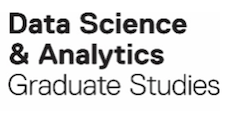 Data Science
& Analytics
Graduate Studies